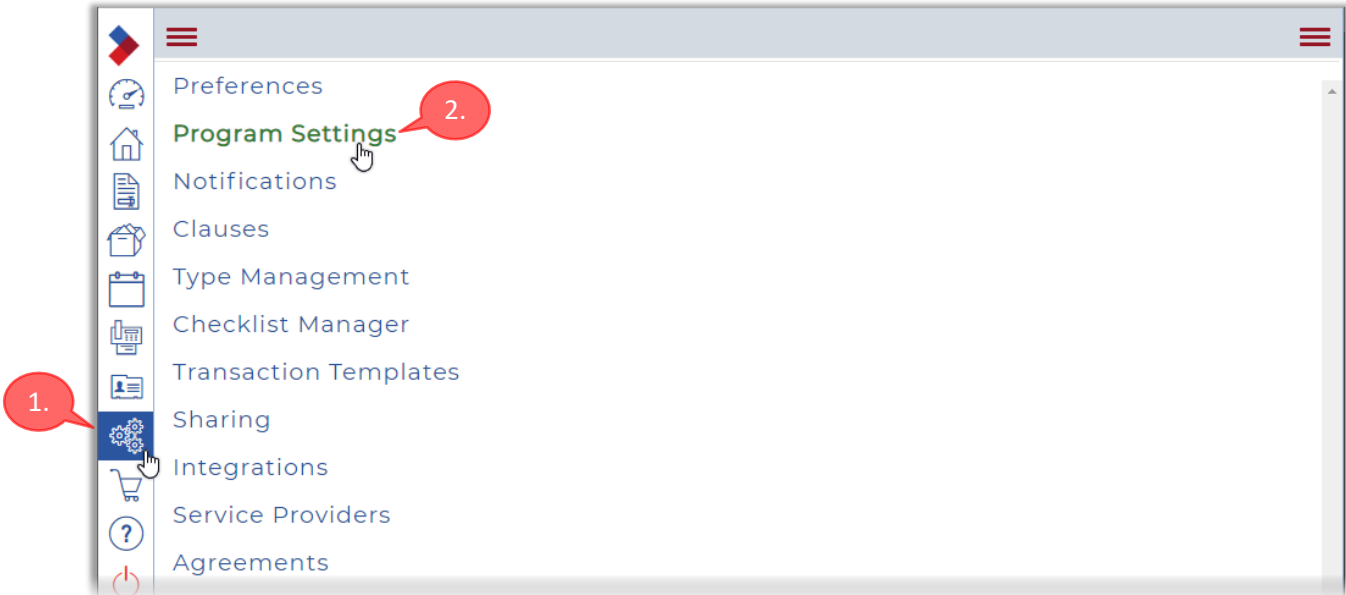 Preferences
2.
Program Settings
Notifications
Clauses
Type Management
Checklist Manager
Transaction Templates
1.
Sharing
Integrations
Service Providers
?
Agreements